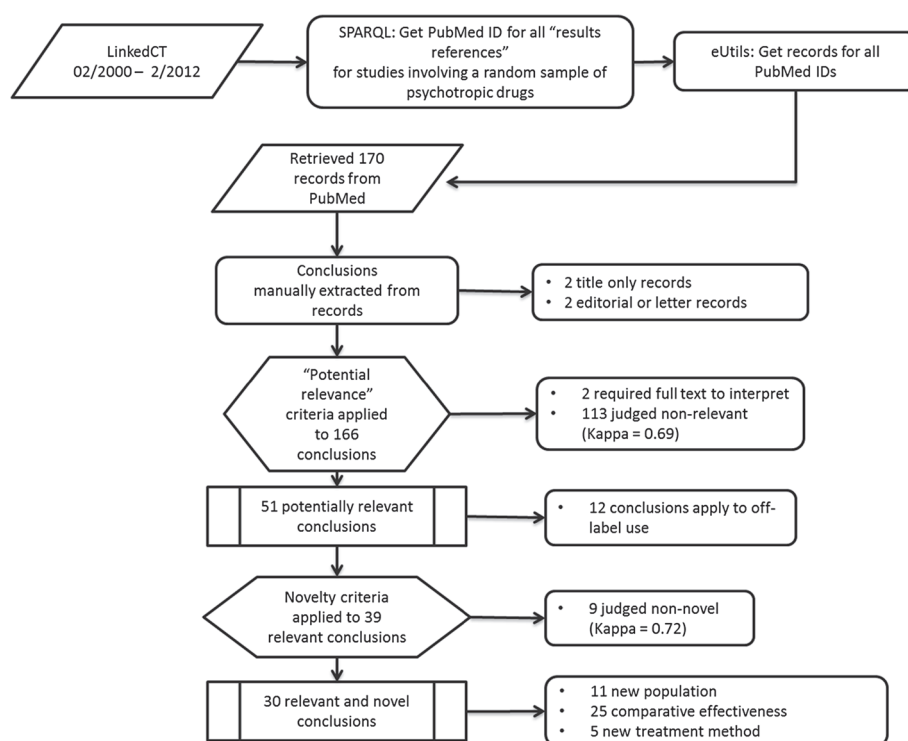 LinkedCT
02/2000 – 2/2012
SPARQL: Get PubMed ID for all “results
references”
for studies involving a random sample of
psychotropic drugs
eUtils: Get records for all
PubMed IDs
Retrieved 170
records from
PubMed
Conclusions
manually extracted from
records
• 2 title only records
• 2 editorial or letter records
“Potential
relevance”
criteria applied
to 166
conclusions
• 2 required full text to interpret
• 113 judged non-relevant
(Kappa = 0.69)
51 potentially relevant
conclusions
• 12 conclusions apply to off-
label use
Novelty criteria
applied to 39
relevant conclusions
• 9 judged non-novel
(Kappa = 0.72)
30 relevant and novel
conclusions
• 11 new population
• 25 comparative effectiveness
• 5 new treatment method